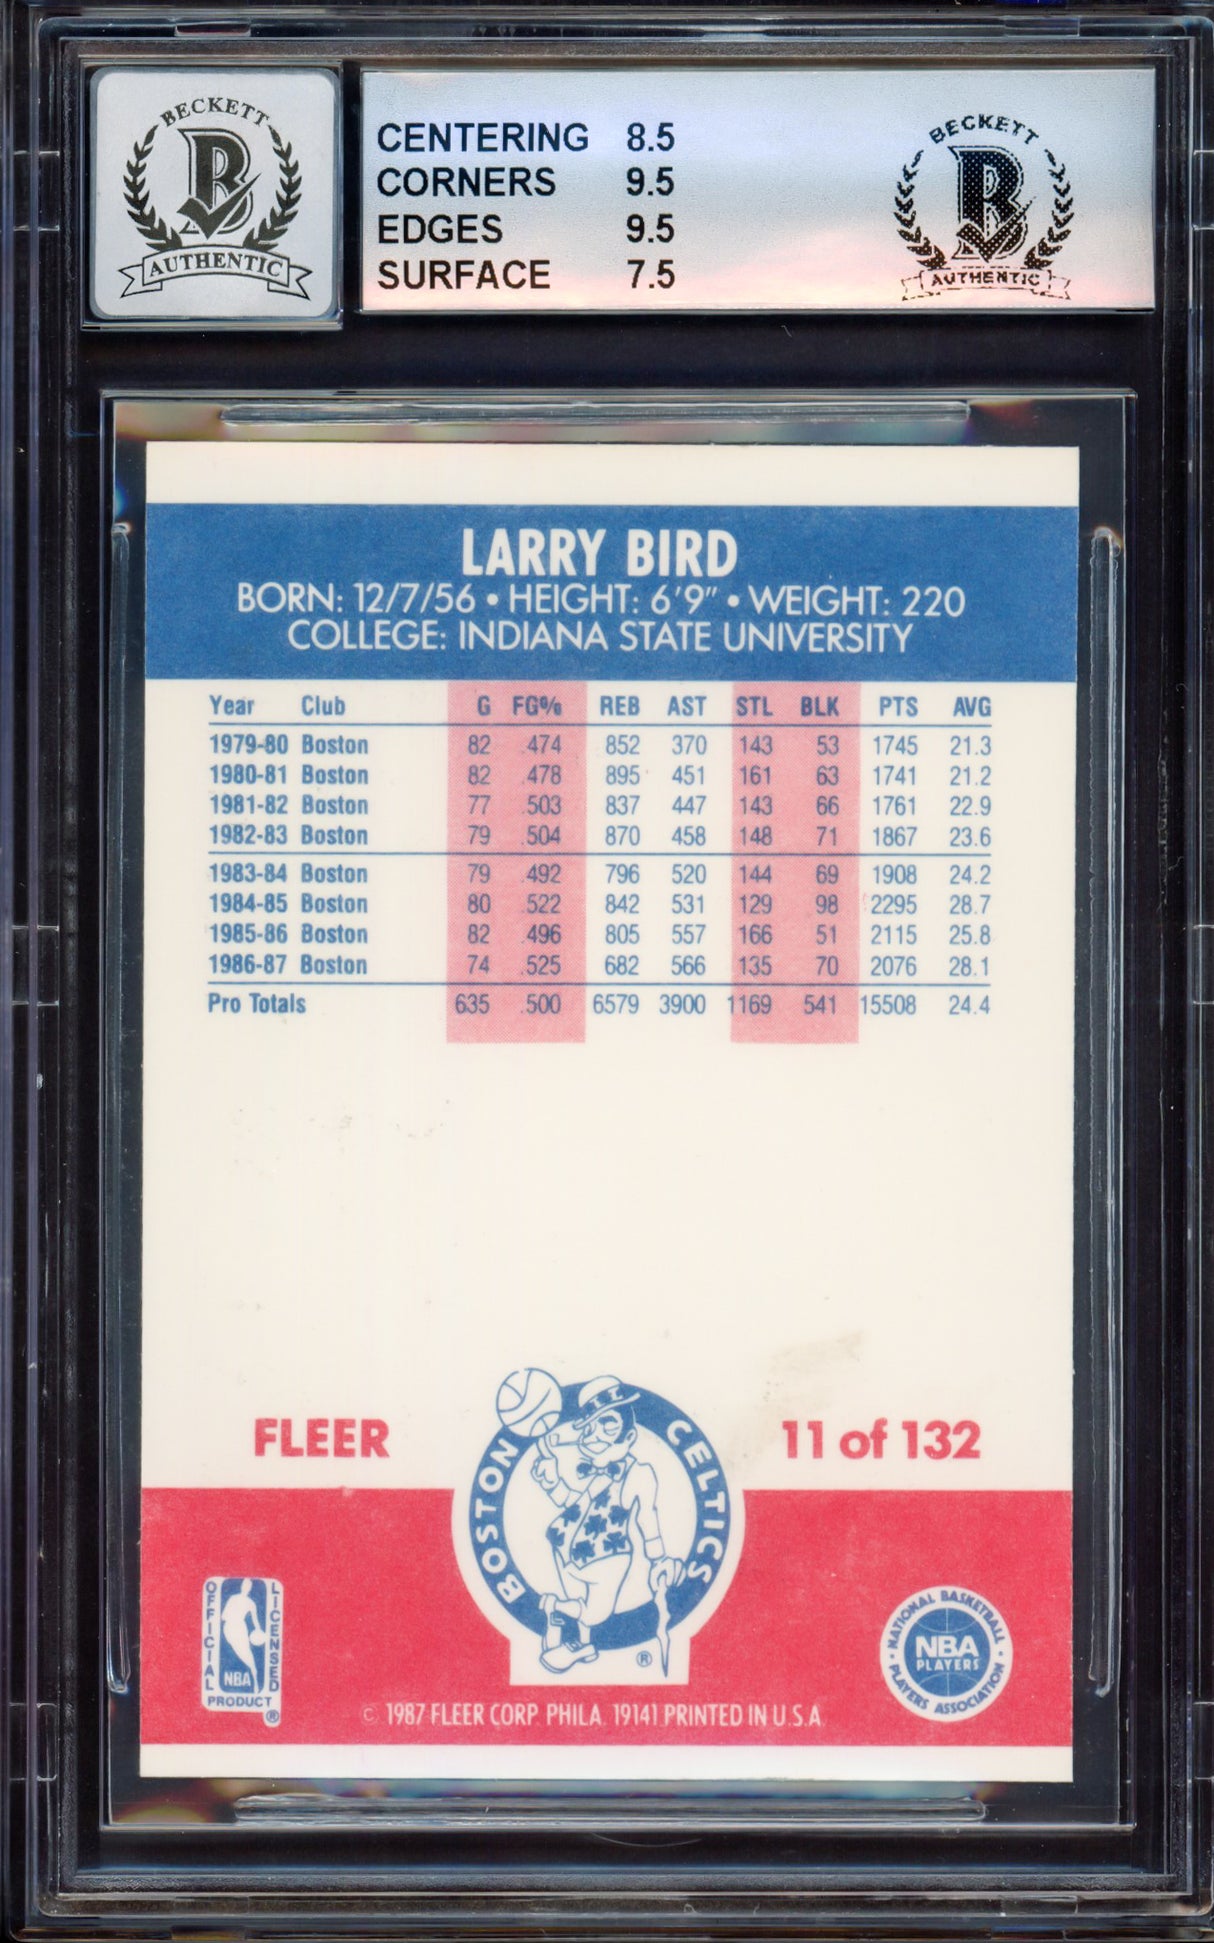 BECKETT
B
AUTHENTIC
CENTERING 8.5
CORNERS 9.5
EDGES 9.5
SURFACE 7.5
BECKETT
B
AUTHENTIC
LARRY BIRD
BORN: 12/7/56 • HEIGHT: 6'9" • WEIGHT: 220
COLLEGE: INDIANA STATE UNIVERSITY
Year Club G FG% REB AST STL BLK PTS AVG
1979-80 Boston 82 .474 852 370 143 53 1745 21.3
1980-81 Boston 82 .478 895 451 161 63 1741 21.2
1981-82 Boston 77 .503 837 447 143 66 1761 22.9
1982-83 Boston 79 .504 870 458 148 71 1867 23.6
1983-84 Boston 79 .492 796 520 144 69 1908 24.2
1984-85 Boston 80 .522 842 531 129 98 2295 28.7
1985-86 Boston 82 .496 805 557 166 51 2115 25.8
1986-87 Boston 74 .525 682 566 135 70 2076 28.1
Pro Totals 635 .500 6579 3900 1169 541 15508 24.4
FLEER
BOSTON CELTICS
®
11 of 132
OFFICIAL LICENSED
NBA
PRODUCT ®
NATIONAL BASKETBALL
NBA
PLAYERS
PLAYERS ASSOCIATION
© 1987 FLEER CORP. PHILA. 19141 PRINTED IN U.S.A.